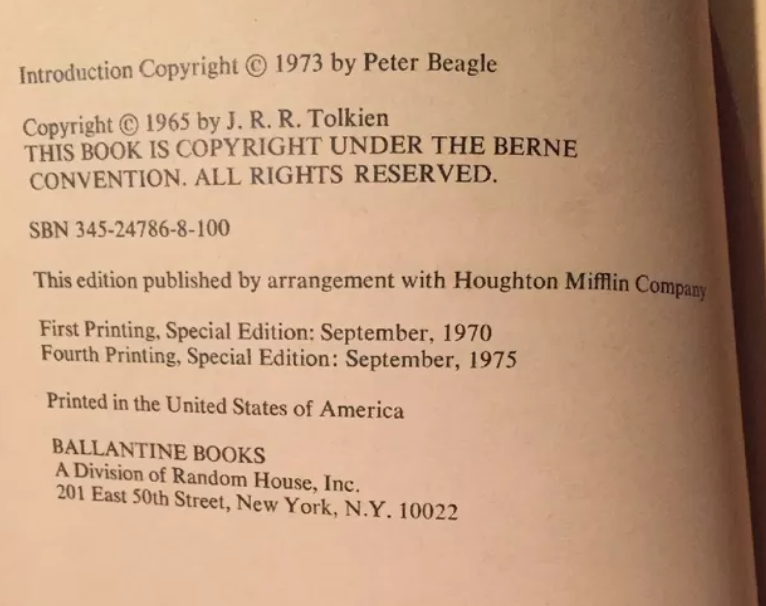 Introduction Copyright © 1973 by Peter Beagle
Copyright © 1965 by J. R. R. Tolkien
THIS BOOK IS COPYRIGHT UNDER THE BERNE
CONVENTION. ALL RIGHTS RESERVED.
SBN 345-24786-8-100
This edition published by arrangement with Houghton Mifflin Company
First Printing, Special Edition: September, 1970
Fourth Printing, Special Edition: September, 1975
Printed in the United States of America
BALLANTINE BOOKS
A Division of Random House, Inc.
201 East 50th Street, New York, N.Y. 10022